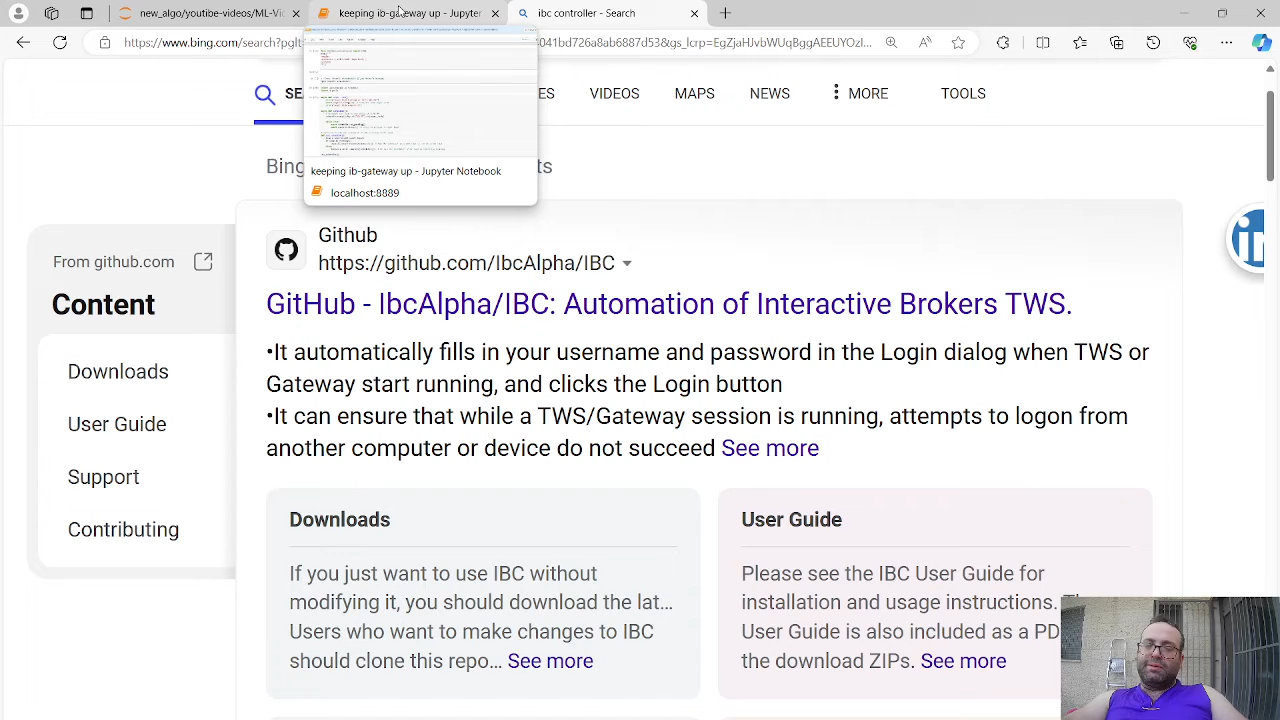 new_algo/youtube-videos/ML-Vid
keeping ib-gateway up - Jupyter
ibc controller - Search
https://www.bing.com/search?pglt
VIDEOS
MAPS
NEWS
MORE
TOOLS
keeping ib-gateway up - Jupyter Notebook
localhost:8889
Github
https://github.com/IbcAlpha/IBC
From github.com
Content
Downloads
User Guide
Support
Contributing
GitHub - IbcAlpha/IBC: Automation of Interactive Brokers TWS.
•It automatically fills in your username and password in the Login dialog when TWS or
Gateway start running, and clicks the Login button
•It can ensure that while a TWS/Gateway session is running, attempts to logon from
another computer or device do not succeed See more
Downloads
If you just want to use IBC without
modifying it, you should download the lat…
Users who want to make changes to IBC
should clone this repo… See more
User Guide
Please see the IBC User Guide for
installation and usage instructions.
User Guide is also included as a PD
the download ZIPs. See more
in